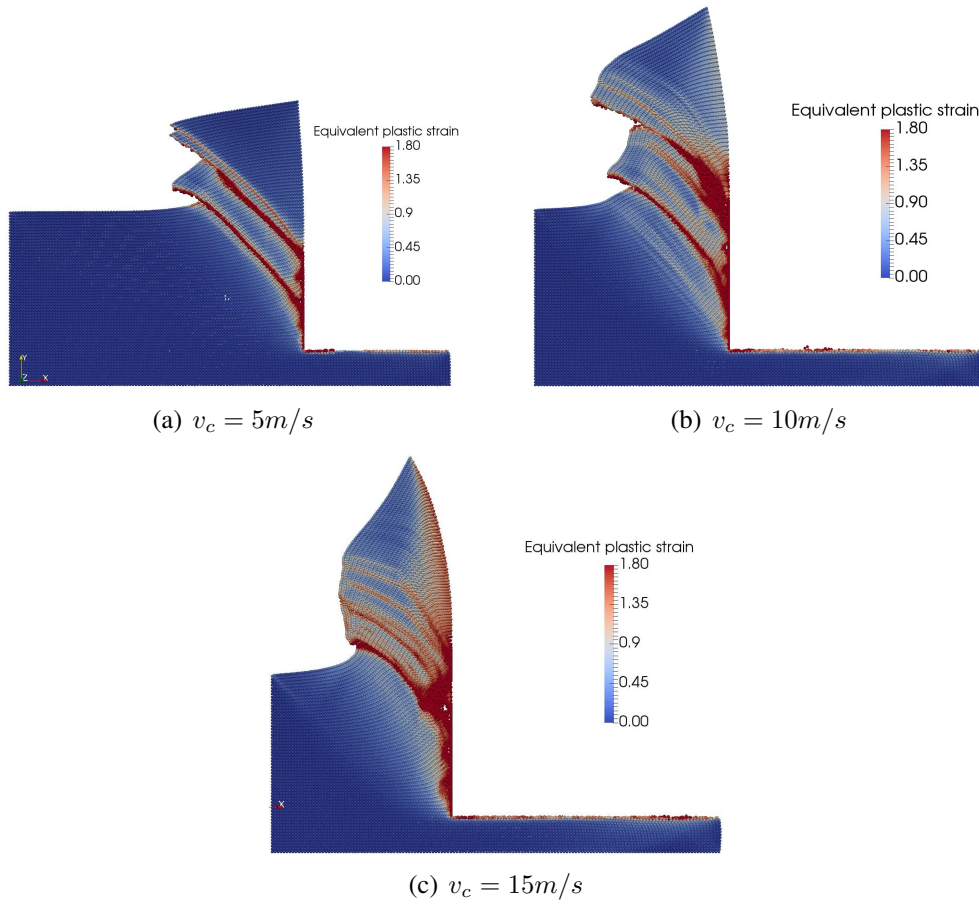 Equivalent plastic strain
1.80
1.35
0.9
0.45
0.00
Y
Z X
(a) v_c = 5m/s
Equivalent plastic strain
1.80
1.35
0.90
0.45
0.00
(b) v_c = 10m/s
Equivalent plastic strain
1.80
1.35
0.9
0.45
0.00
X
(c) v_c = 15m/s